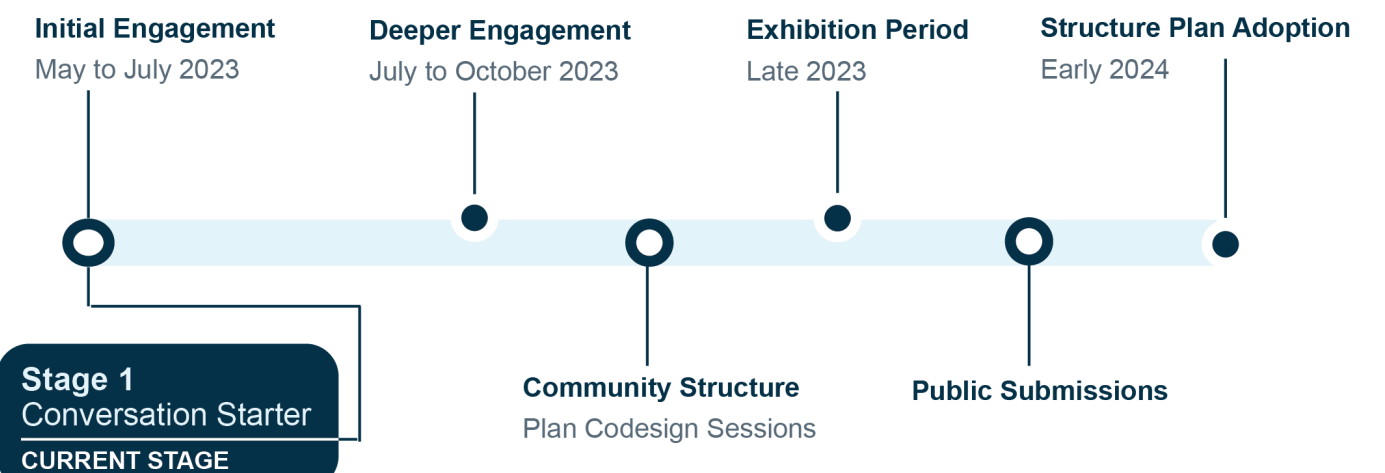 Initial Engagement
May to July 2023
Deeper Engagement
July to October 2023
Exhibition Period
Late 2023
Structure Plan Adoption
Early 2024
Stage 1
Conversation Starter
CURRENT STAGE
Community Structure
Plan Codesign Sessions
Public Submissions